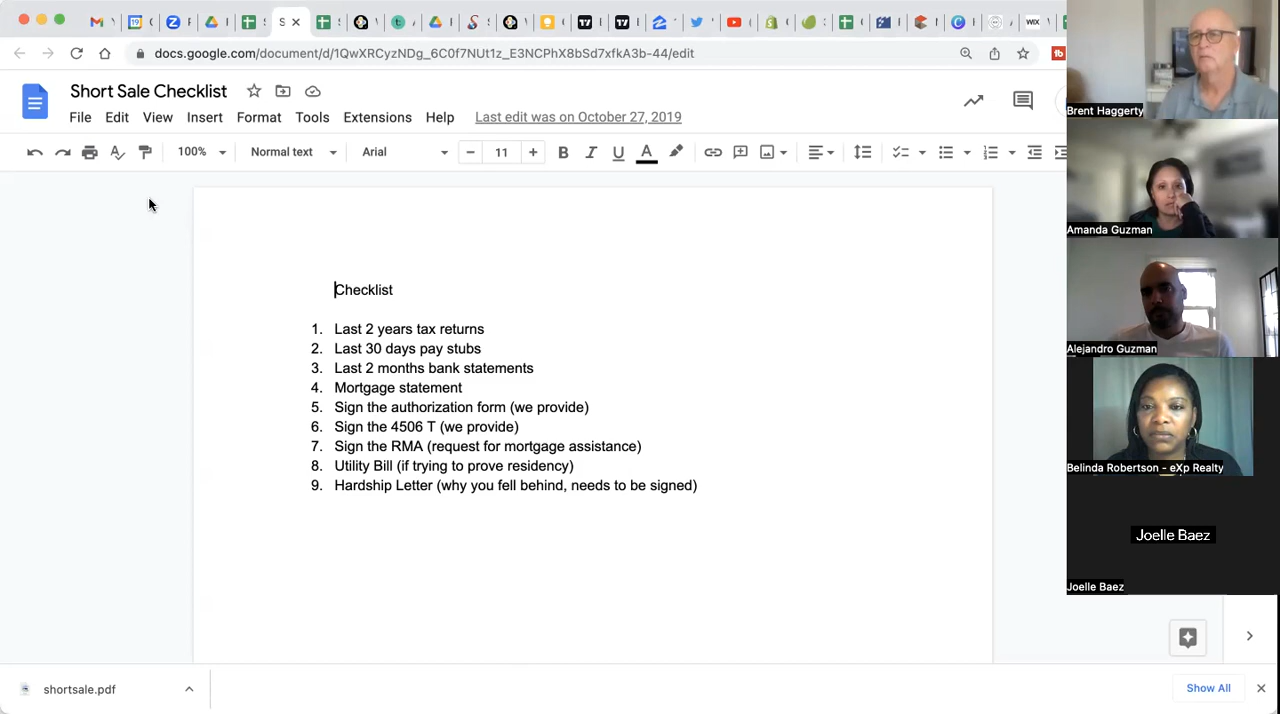 docs.google.com/document/d/1QwXRCyzNDg_6C0f7NUt1z_E3NCPhX8bSd7xfkA3b-44/edit
Short Sale Checklist
File Edit View Insert Format Tools Extensions Help Last edit was on October 27, 2019
100% Normal text Arial 11 B I U A
Checklist
1. Last 2 years tax returns
2. Last 30 days pay stubs
3. Last 2 months bank statements
4. Mortgage statement
5. Sign the authorization form (we provide)
6. Sign the 4506 T (we provide)
7. Sign the RMA (request for mortgage assistance)
8. Utility Bill (if trying to prove residency)
9. Hardship Letter (why you fell behind, needs to be signed)
Brent Haggerty
Amanda Guzman
Alejandro Guzman
Belinda Robertson - eXp Realty
Joelle Baez
Joelle Baez
shortsale.pdf
Show All